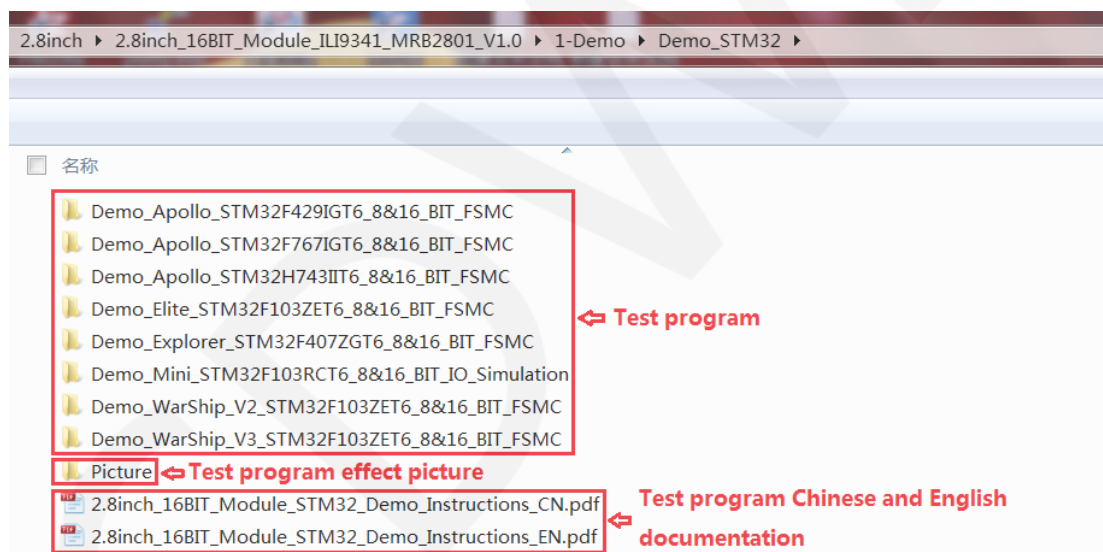 2.8inch ▸ 2.8inch_16BIT_Module_ILI9341_MRB2801_V1.0 ▸ 1-Demo ▸ Demo_STM32 ▸
名称
Demo_Apollo_STM32F429IGT6_8&16_BIT_FSMC
Demo_Apollo_STM32F767IGT6_8&16_BIT_FSMC
Demo_Apollo_STM32H743IIT6_8&16_BIT_FSMC
Demo_Elite_STM32F103ZET6_8&16_BIT_FSMC
Test program
Demo_Explorer_STM32F407ZGT6_8&16_BIT_FSMC
Demo_Mini_STM32F103RCT6_8&16_BIT_IO_Simulation
Demo_WarShip_V2_STM32F103ZET6_8&16_BIT_FSMC
Demo_WarShip_V3_STM32F103ZET6_8&16_BIT_FSMC
Picture Test program effect picture
2.8inch_16BIT_Module_STM32_Demo_Instructions_CN.pdf
2.8inch_16BIT_Module_STM32_Demo_Instructions_EN.pdf
Test program Chinese and English
documentation